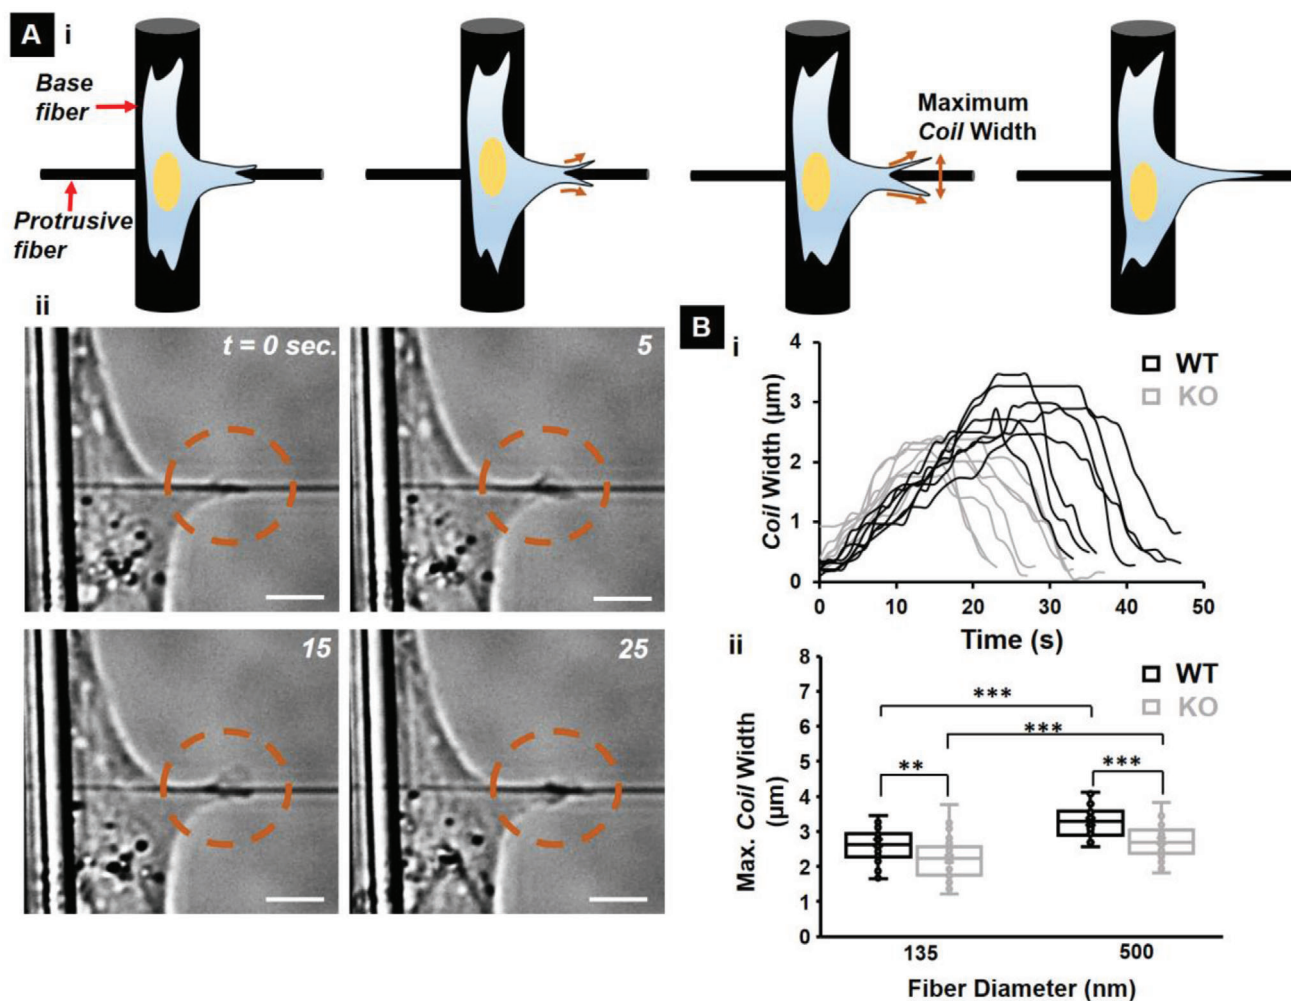 A i
Base
fiber
Protrusive
fiber
Maximum
Coil Width
ii
t = 0 sec.
5
15
25
B i
4
3
2
1
0
Coil Width (µm)
WT
KO
0 10 20 30 40 50
Time (s)
ii
8
7
6
5
4
3
2
1
0
Max. Coil Width
(µm)
WT
KO
***
***
**
***
135 500
Fiber Diameter (nm)